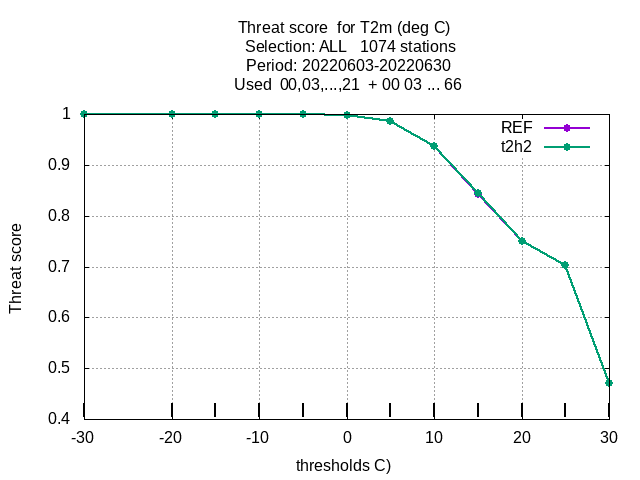 Threat score  for T2m (deg C)
Selection: ALL   1074 stations
Period: 20220603-20220630
Used  00,03,...,21  + 00 03 ... 66
REF
t2h2
1
0.9
0.8
0.7
0.6
0.5
0.4
Threat score
-30
-20
-10
0
10
20
30
thresholds C)